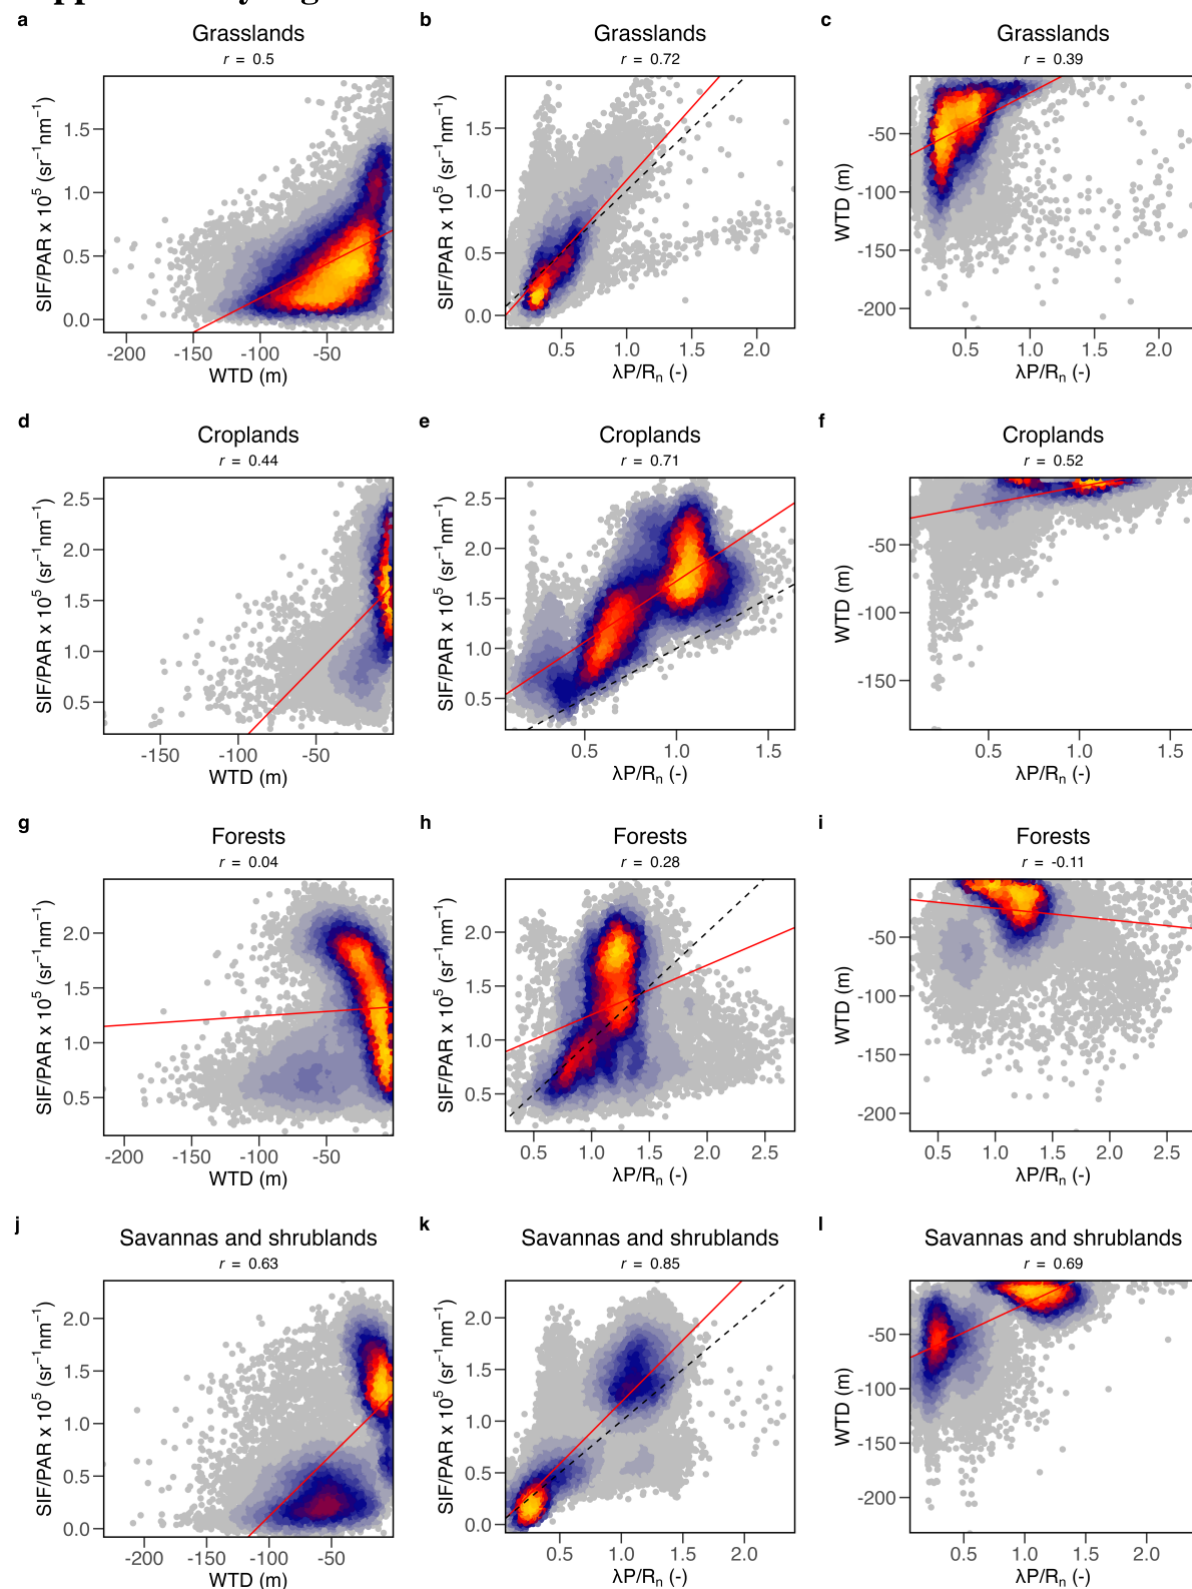 a
Grasslands
r = 0.5
SIF/PAR x 10⁵ (sr⁻¹nm⁻¹)
1.5
1.0
0.5
0.0
-200 -150 -100 -50
WTD (m)
b
Grasslands
r = 0.72
SIF/PAR x 10⁵ (sr⁻¹nm⁻¹)
1.5
1.0
0.5
0.0
0.5 1.0 1.5 2.0
λP/Rₙ (-)
c
Grasslands
r = 0.39
WTD (m)
-50
-100
-150
-200
0.5 1.0 2.0
λP/Rₙ (-)
d
Croplands
r = 0.44
SIF/PAR x 10⁵ (sr⁻¹nm⁻¹)
2.5
2.0
1.5
1.0
0.5
-150 -100 -50
WTD (m)
e
Croplands
r = 0.71
SIF/PAR x 10⁵ (sr⁻¹nm⁻¹)
2.5
2.0
1.5
1.0
0.5
0.5 1.0 1.5
λP/Rₙ (-)
f
Croplands
r = 0.52
WTD (m)
-50
-100
-150
0.5 1.0 1.5
λP/Rₙ (-)
g
Forests
r = 0.04
SIF/PAR x 10⁵ (sr⁻¹nm⁻¹)
2.0
1.5
1.0
0.5
-200 -150 -100 -50
WTD (m)
h
Forests
r = 0.28
SIF/PAR x 10⁵ (sr⁻¹nm⁻¹)
2.0
1.5
1.0
0.5
0.5 1.0 1.5 2.0 2.5
λP/Rₙ (-)
i
Forests
r = -0.11
WTD (m)
-50
-100
-150
-200
0.5 1.0 1.5 2.0 2.5
λP/Rₙ (-)
j
Savannas and shrublands
r = 0.63
SIF/PAR x 10⁵ (sr⁻¹nm⁻¹)
2.0
1.5
1.0
0.5
0.0
-200 -150 -100 -50
WTD (m)
k
Savannas and shrublands
r = 0.85
SIF/PAR x 10⁵ (sr⁻¹nm⁻¹)
2.0
1.5
1.0
0.5
0.0
0.5 1.0 1.5 2.0
λP/Rₙ (-)
l
Savannas and shrublands
r = 0.69
WTD (m)
-50
-100
-150
-200
0.5 1.0 1.5 2.0
λP/Rₙ (-)